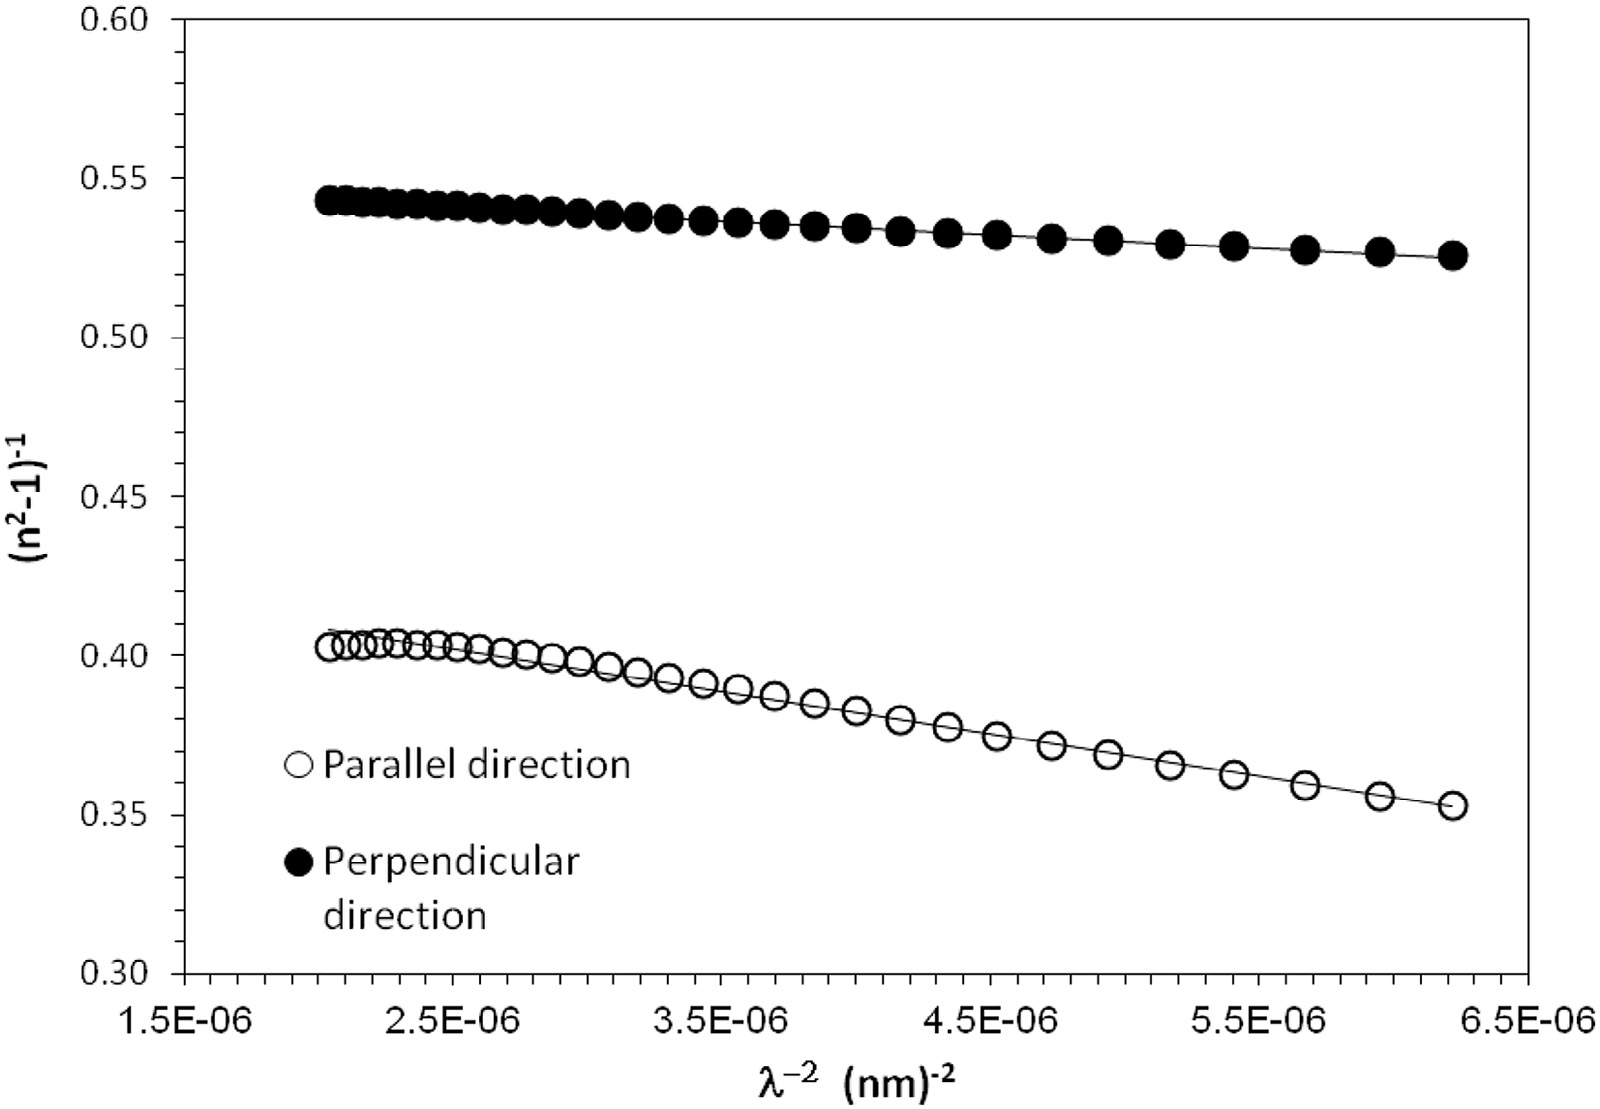 0.60
0.55
0.50
0.45
0.40
0.35
0.30
(n²-1)⁻¹
Parallel direction
Perpendicular
direction
1.5E-06 2.5E-06 3.5E-06 4.5E-06 5.5E-06 6.5E-06
λ⁻² (nm)⁻²